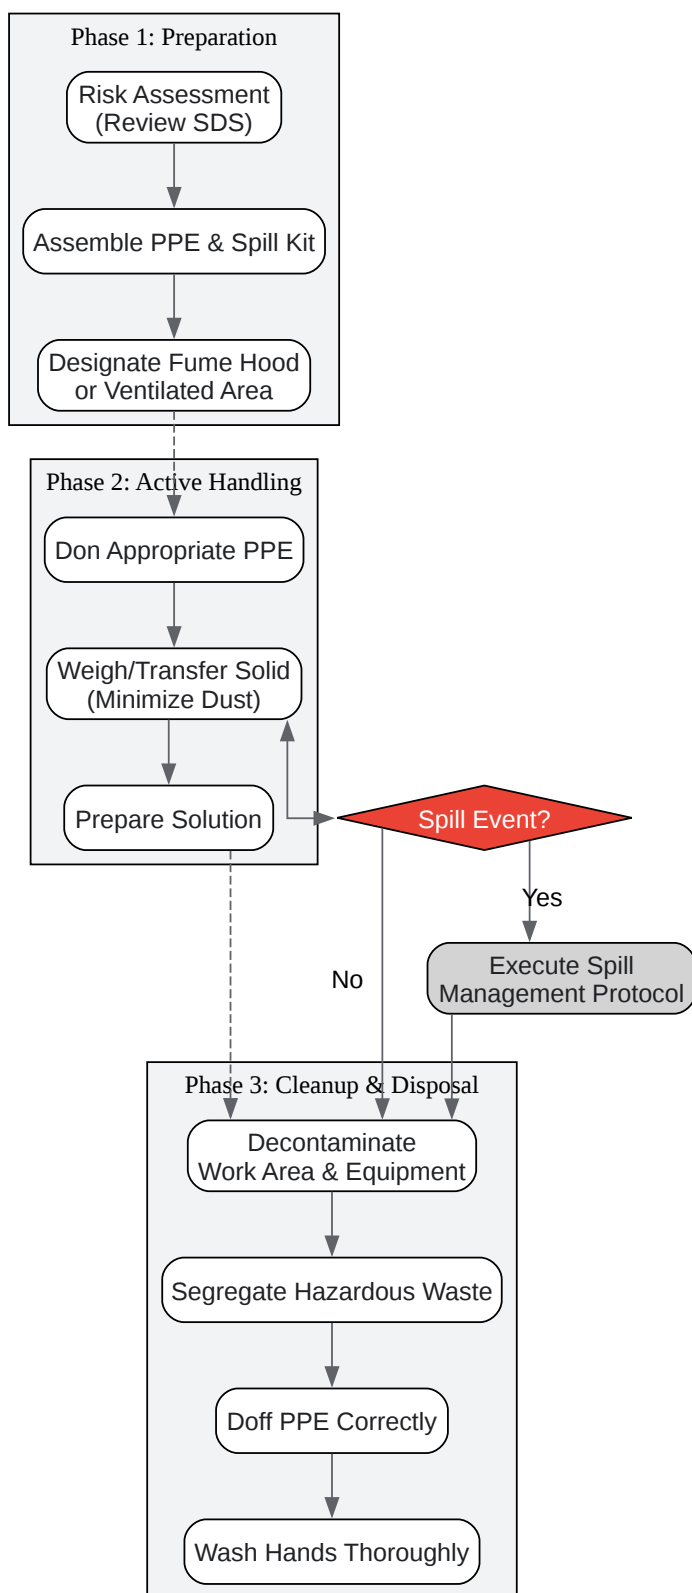 Phase 1: Preparation
Risk Assessment
(Review SDS)
Assemble PPE & Spill Kit
Designate Fume Hood
or Ventilated Area
Phase 2: Active Handling
Don Appropriate PPE
Weigh/Transfer Solid
(Minimize Dust)
Prepare Solution
Spill Event?
Yes
Execute Spill
Management Protocol
No
Phase 3: Cleanup & Disposal
Decontaminate
Work Area & Equipment
Segregate Hazardous Waste
Doff PPE Correctly
Wash Hands Thoroughly